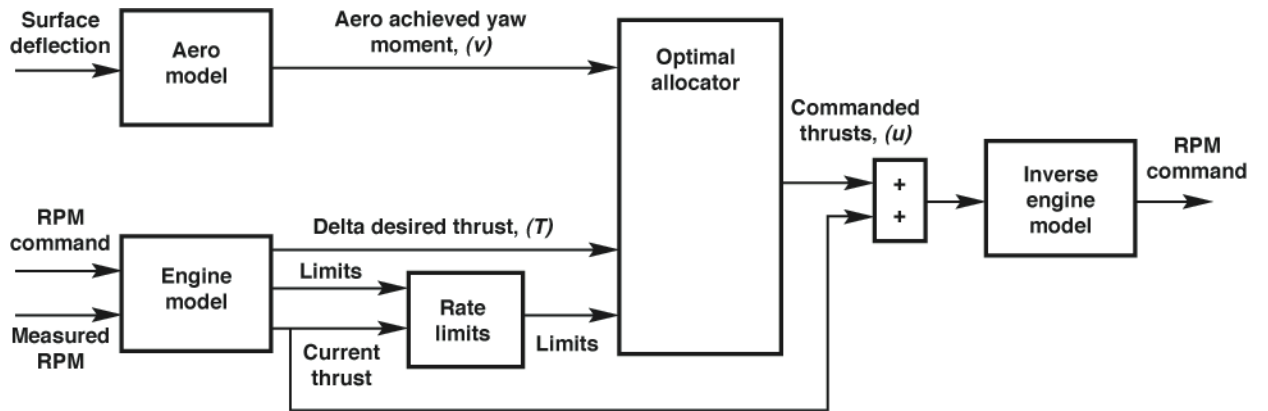 Surface
deflection
Aero
model
Aero achieved yaw
moment, (v)
Optimal
allocator
Commanded
thrusts, (u)
+
+
Inverse
engine
model
RPM
command
RPM
command
Measured
RPM
Engine
model
Delta desired thrust, (T)
Limits
Current
thrust
Rate
limits
Limits